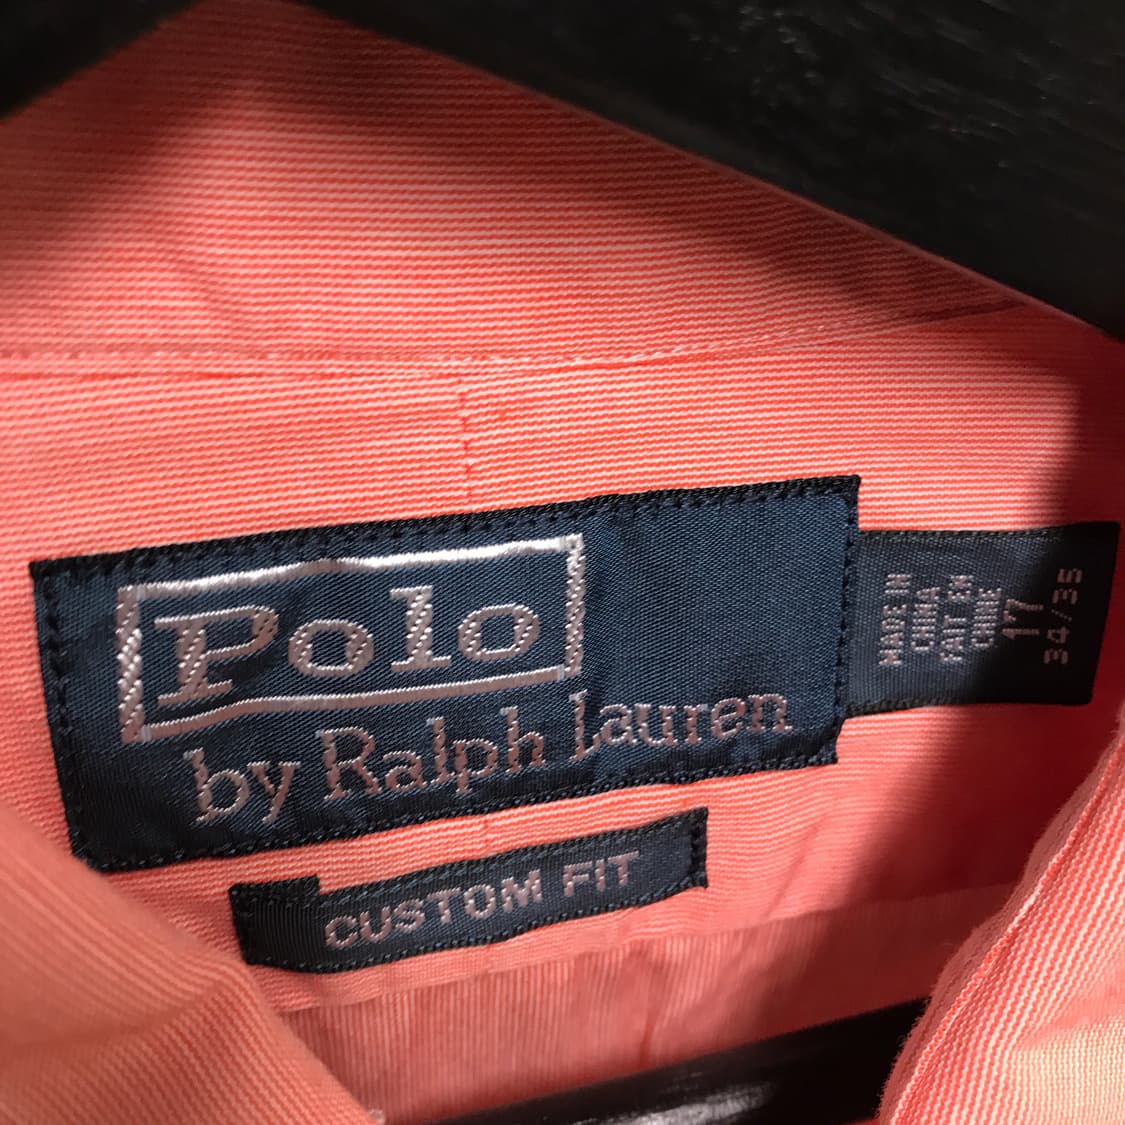 Polo
by Ralph Lauren
CUSTOM FIT
MADE IN
CHINA
FAIT EN
CHINE
17
34/35